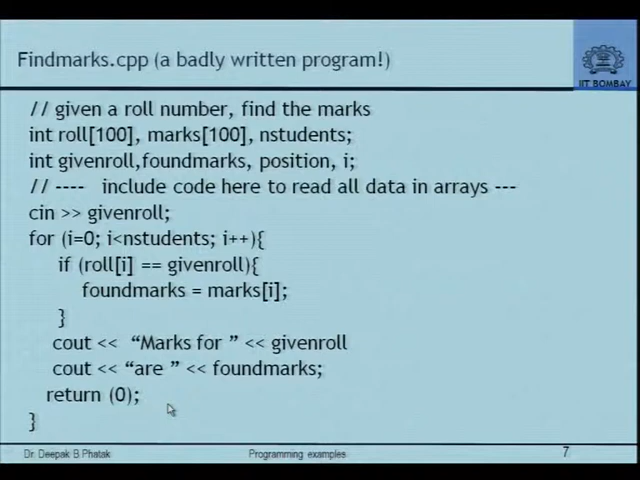 Findmarks.cpp (a badly written program!)
IIT BOMBAY
// given a roll number, find the marks
int roll[100], marks[100], nstudents;
int givenroll,foundmarks, position, i;
// ---- include code here to read all data in arrays ---
cin >> givenroll;
for (i=0; i<nstudents; i++){
if (roll[i] == givenroll){
foundmarks = marks[i];
}
cout << “Marks for ” << givenroll
cout << “are ” << foundmarks;
return (0);
}
Dr. Deepak B Phatak
Programming examples
7